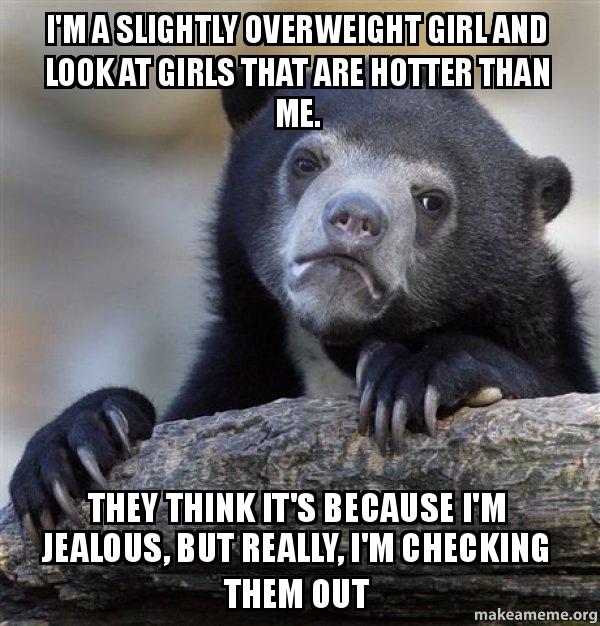 I'M A SLIGHTLY OVERWEIGHT GIRL AND
LOOK AT GIRLS THAT ARE HOTTER THAN
ME.
THEY THINK IT'S BECAUSE I'M
JEALOUS, BUT REALLY, I'M CHECKING
THEM OUT
makeameme.org